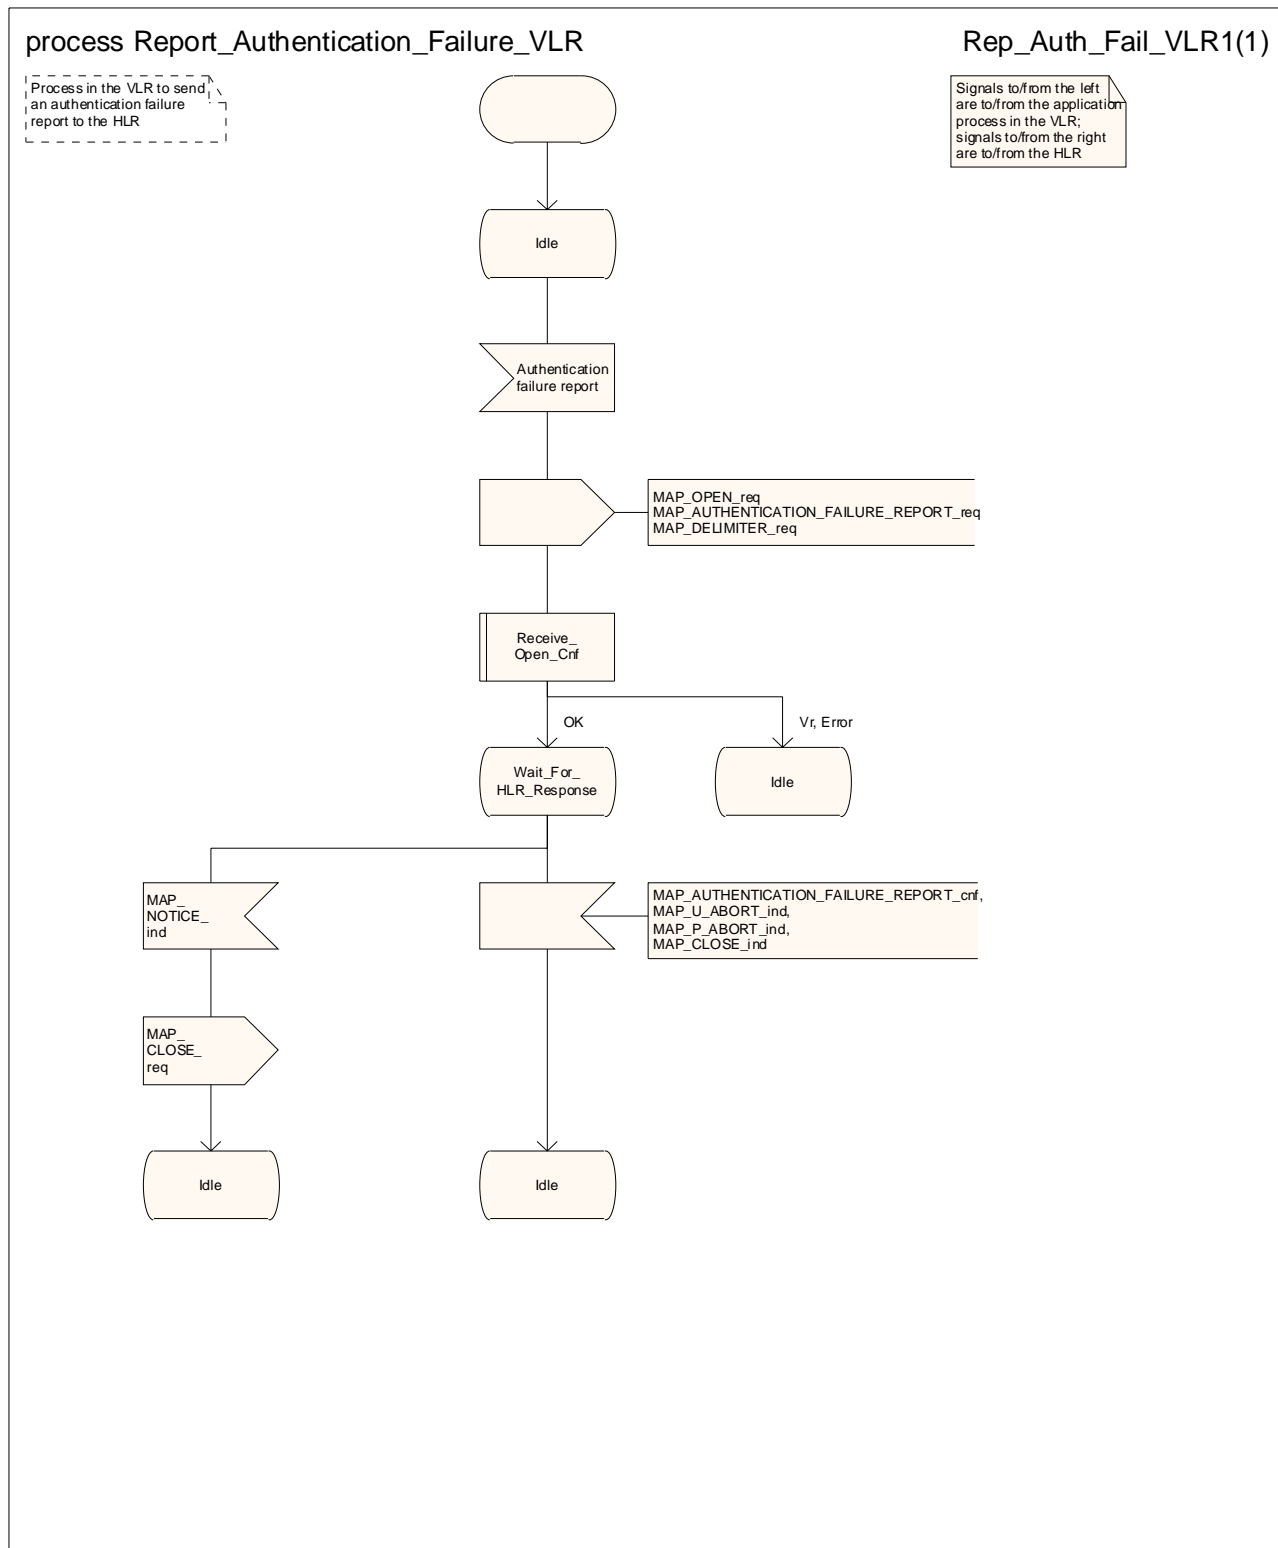 process Report_Authentication_Failure_VLR
Rep_Auth_Fail_VLR1(1)
Process in the VLR to send
an authentication failure
report to the HLR
Signals to/from the left
are to/from the application
process in the VLR;
signals to/from the right
are to/from the HLR
Idle
Authentication
failure report
MAP_OPEN_req
MAP_AUTHENTICATION_FAILURE_REPORT_req
MAP_DELIMITER_req
Receive_
Open_Cnf
OK
Vr, Error
Wait_For_
HLR_Response
Idle
MAP_
NOTICE_
ind
MAP_AUTHENTICATION_FAILURE_REPORT_cnf,
MAP_U_ABORT_ind,
MAP_P_ABORT_ind,
MAP_CLOSE_ind
MAP_
CLOSE_
req
Idle
Idle